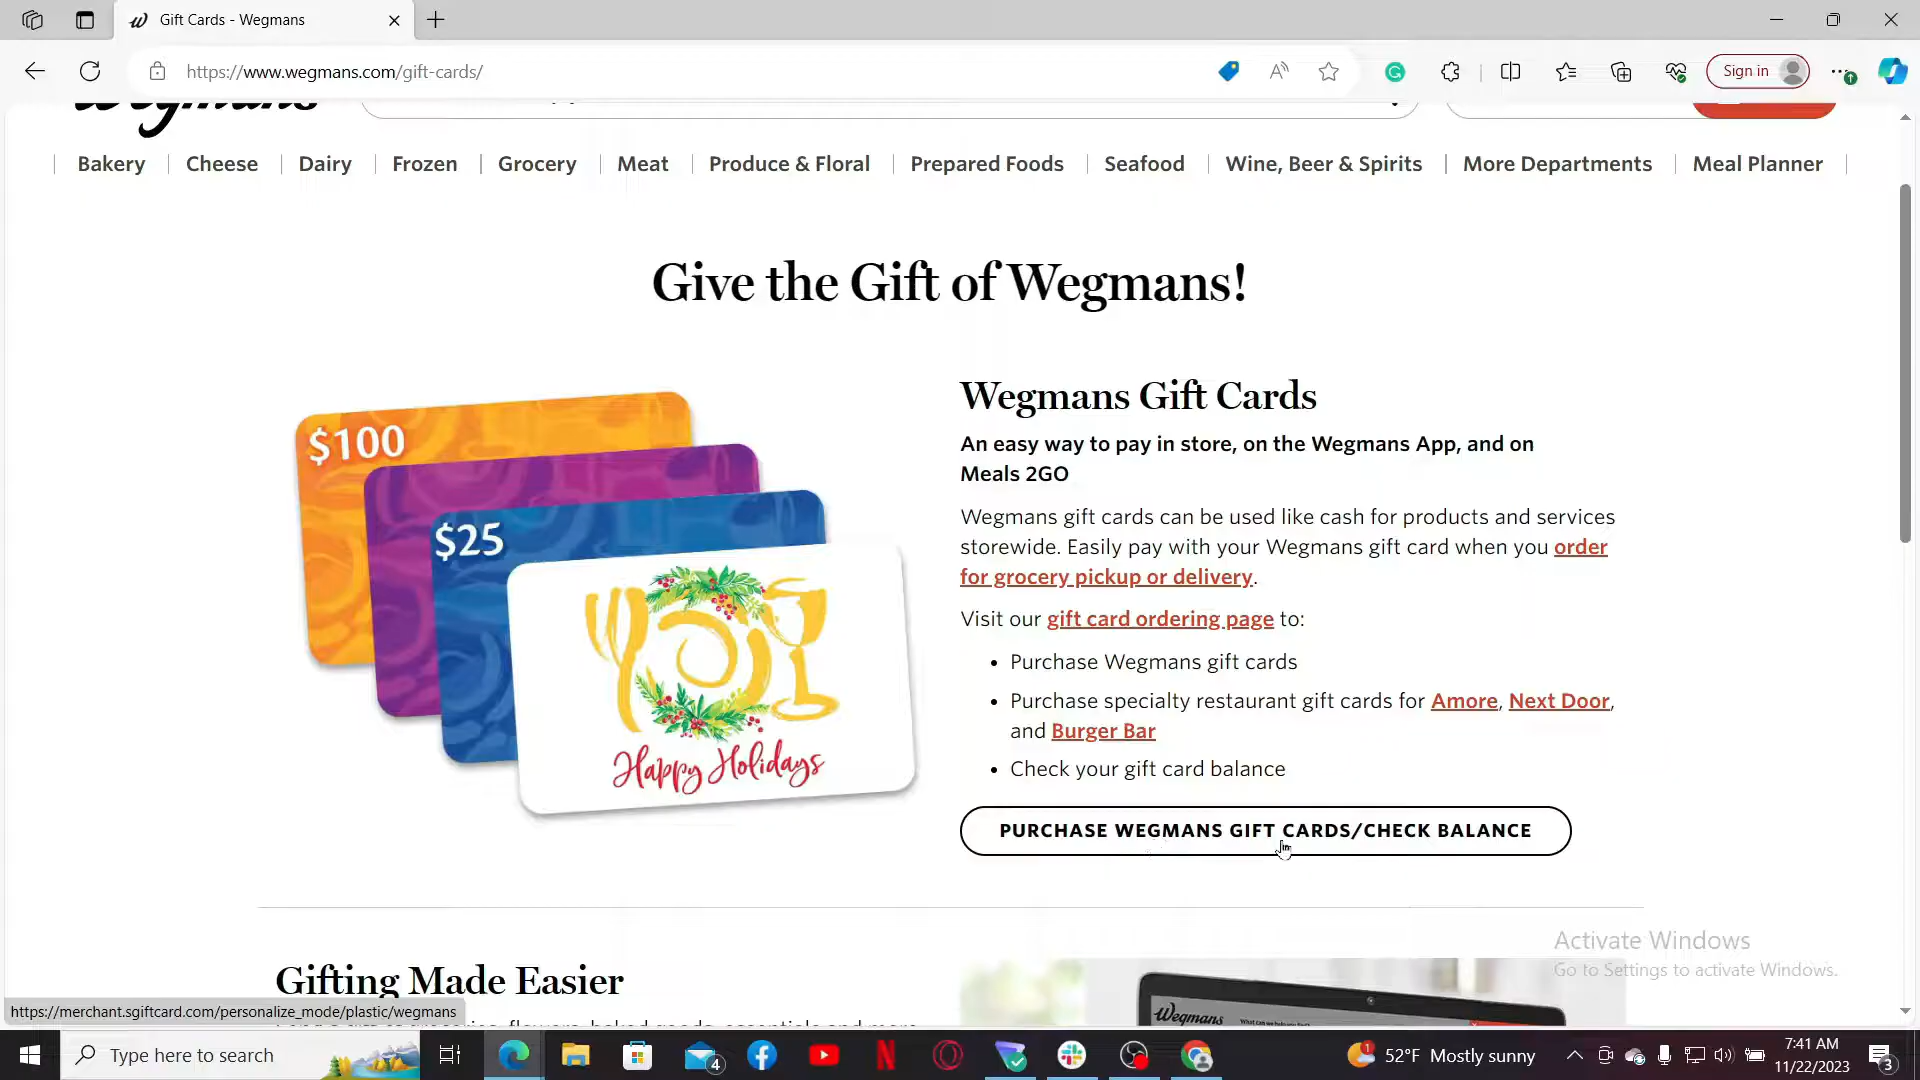 Gift Cards - Wegmans
https://www.wegmans.com/gift-cards/
Sign in
Wegmans
Bakery
Cheese
Dairy
Frozen
Grocery
Meat
Produce & Floral
Prepared Foods
Seafood
Wine, Beer & Spirits
More Departments
Meal Planner
Give the Gift of Wegmans!
$100
$25
Happy Holidays
Wegmans Gift Cards
An easy way to pay in store, on the Wegmans App, and on
Meals 2GO
Wegmans gift cards can be used like cash for products and services
storewide. Easily pay with your Wegmans gift card when you order
for grocery pickup or delivery.
Visit our gift card ordering page to:
• Purchase Wegmans gift cards
• Purchase specialty restaurant gift cards for Amore, Next Door,
and Burger Bar
• Check your gift card balance
PURCHASE WEGMANS GIFT CARDS/CHECK BALANCE
Gifting Made Easier
Wegmans
Activate Windows
Go to Settings to activate Windows.
https://merchant.sgiftcard.com/personalize_mode/plastic/wegmans
Type here to search
4
1
52°F Mostly sunny
7:41 AM
11/22/2023
3